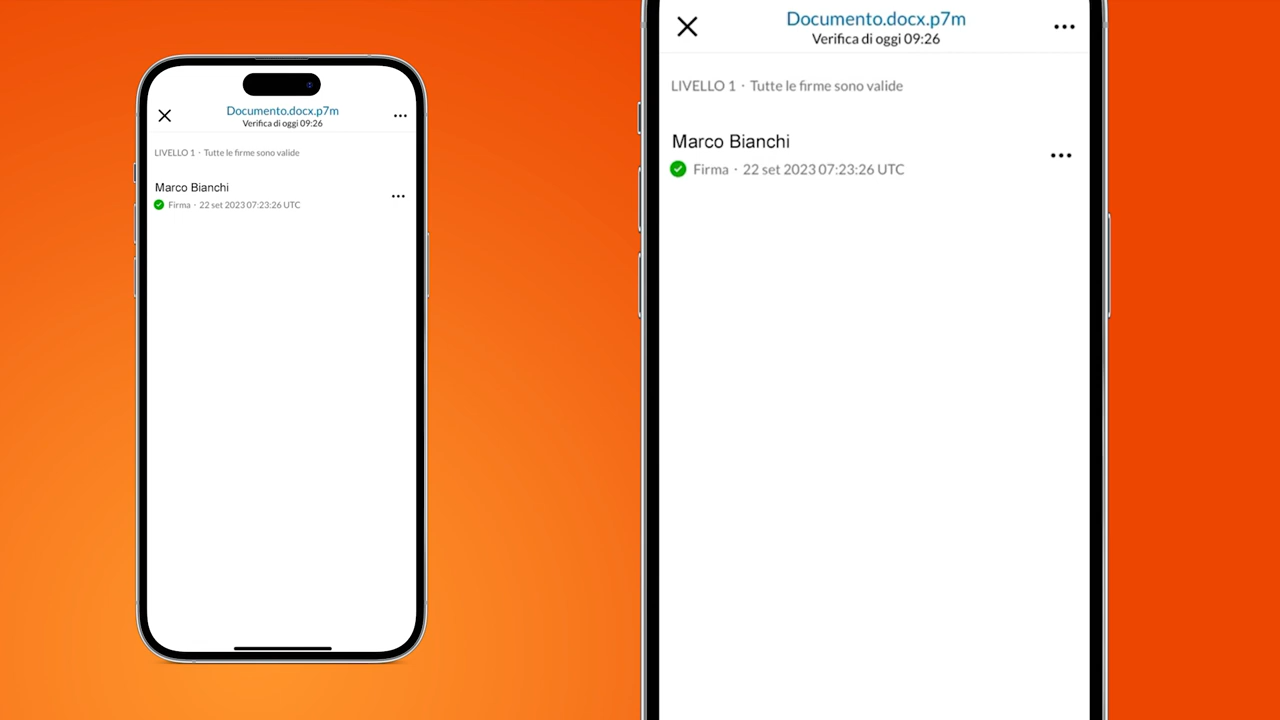 Documento.docx.p7m
Verifica di oggi 09:26
LIVELLO 1 · Tutte le firme sono valide
Marco Bianchi
Firma · 22 set 2023 07:23:26 UTC
Documento.docx.p7m
Verifica di oggi 09:26
LIVELLO 1 · Tutte le firme sono valide
Marco Bianchi
Firma · 22 set 2023 07:23:26 UTC